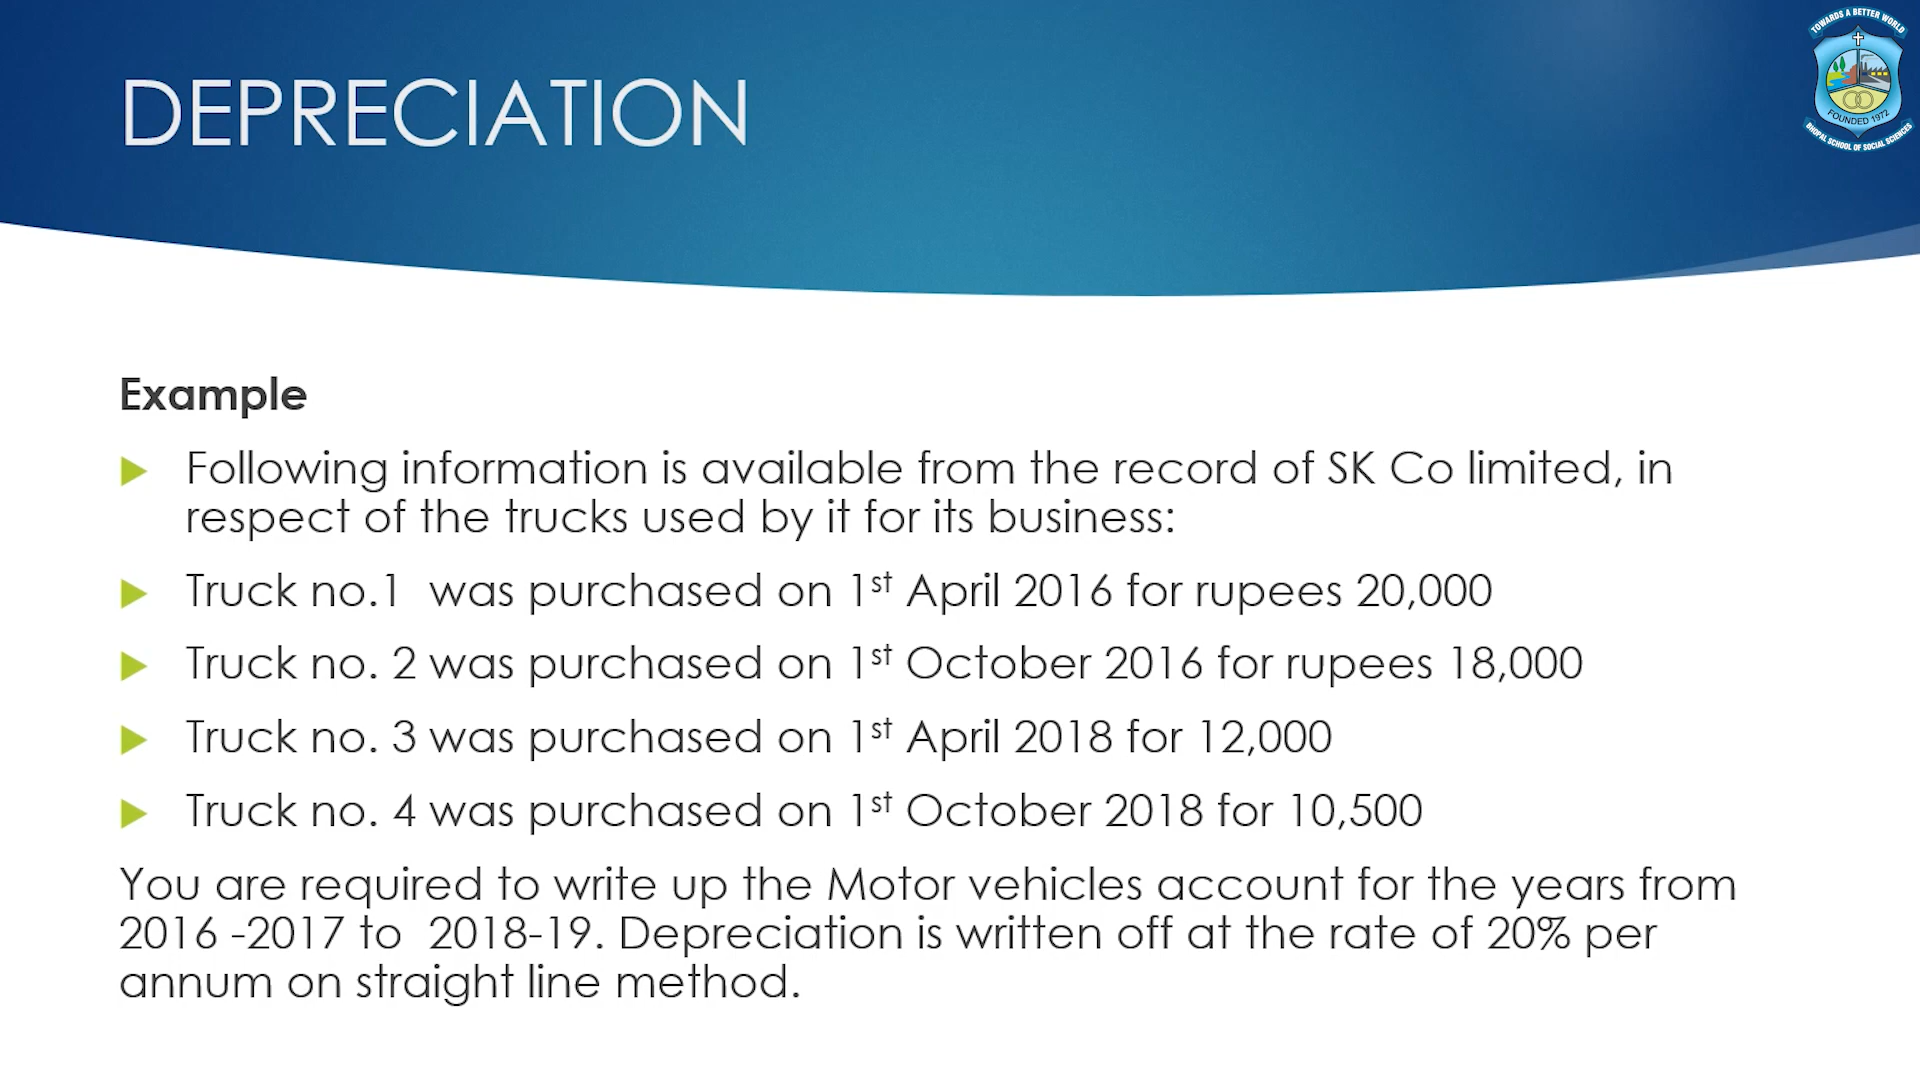 TOWARDS A BETTER WORLD
FOUNDED 1972
BHOPAL SCHOOL OF SOCIAL SCIENCES
DEPRECIATION
Example
Following information is available from the record of SK Co limited, in
respect of the trucks used by it for its business:
Truck no.1  was purchased on 1st April 2016 for rupees 20,000
Truck no. 2 was purchased on 1st October 2016 for rupees 18,000
Truck no. 3 was purchased on 1st April 2018 for 12,000
Truck no. 4 was purchased on 1st October 2018 for 10,500
You are required to write up the Motor vehicles account for the years from
2016 -2017 to  2018-19. Depreciation is written off at the rate of 20% per
annum on straight line method.